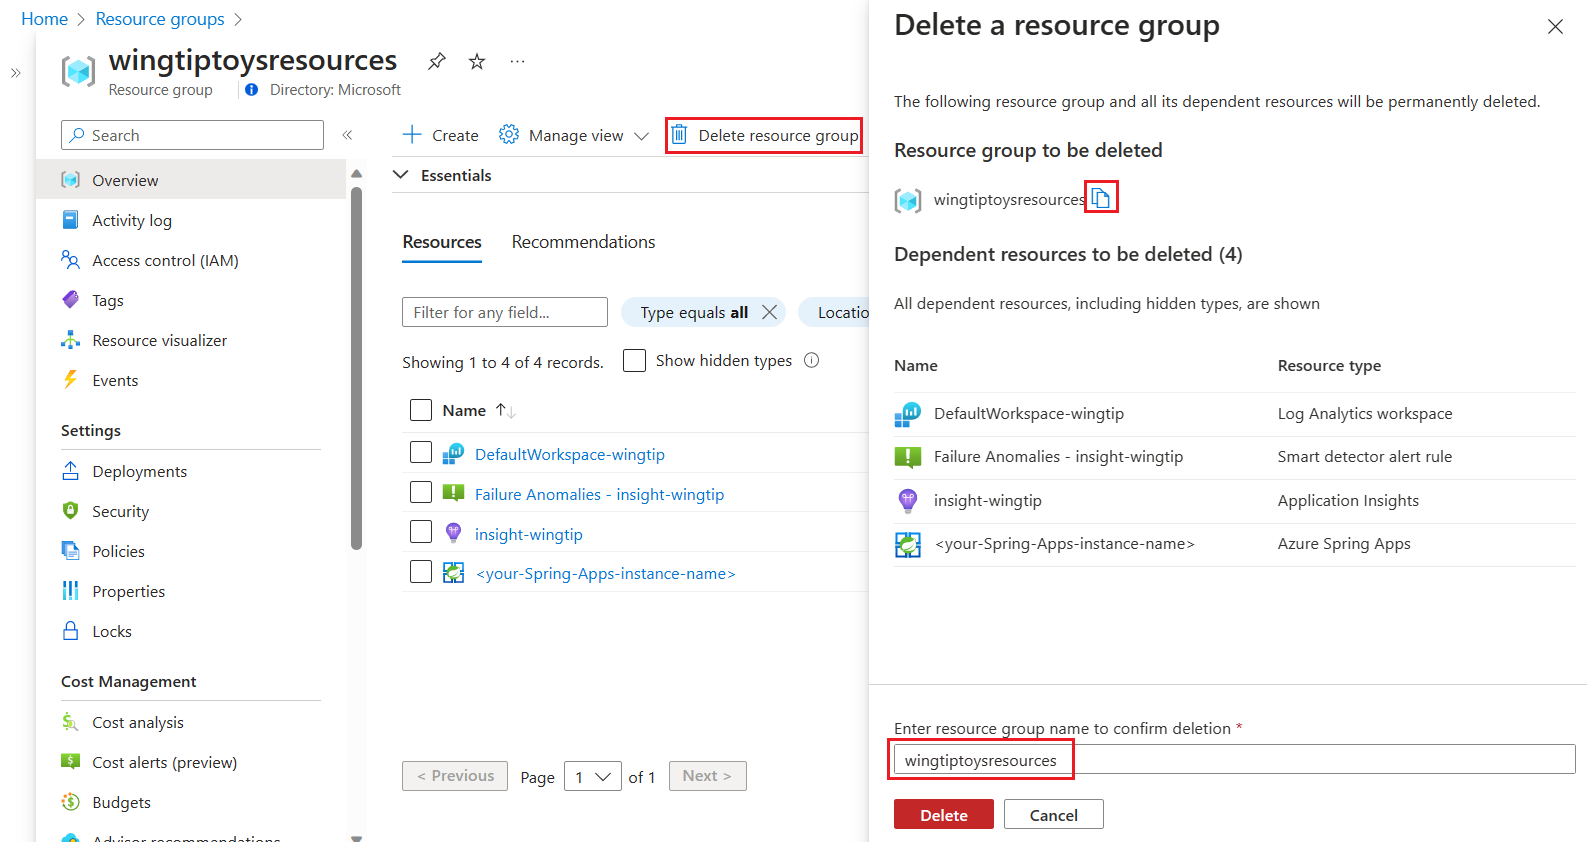 Home > Resource groups >
wingtiptoysresources
Resource group
Directory: Microsoft
Search
Overview
Activity log
Access control (IAM)
Tags
Resource visualizer
Events
Settings
Deployments
Security
Policies
Properties
Locks
Cost Management
Cost analysis
Cost alerts (preview)
Budgets
Advisor recommendations
Create
Manage view
Delete resource group
Essentials
Resources
Recommendations
Filter for any field...
Type equals all
Locatio
Showing 1 to 4 of 4 records.
Show hidden types
Name
DefaultWorkspace-wingtip
Failure Anomalies - insight-wingtip
insight-wingtip
<your-Spring-Apps-instance-name>
< Previous
Page
1
of 1
Next >
Delete a resource group
The following resource group and all its dependent resources will be permanently deleted.
Resource group to be deleted
wingtiptoysresources
Dependent resources to be deleted (4)
All dependent resources, including hidden types, are shown
Name Resource type
DefaultWorkspace-wingtip Log Analytics workspace
Failure Anomalies - insight-wingtip Smart detector alert rule
insight-wingtip Application Insights
<your-Spring-Apps-instance-name> Azure Spring Apps
Enter resource group name to confirm deletion *
wingtiptoysresources
Delete
Cancel